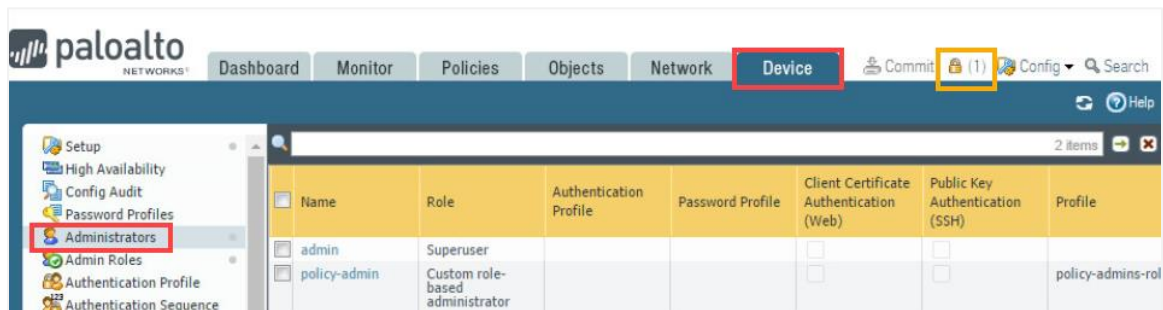 paloalto
NETWORKS®
Dashboard Monitor Policies Objects Network Device Commit (1) Config Search
Help
Setup
High Availability
Config Audit
Password Profiles
Administrators
Admin Roles
Authentication Profile
Authentication Sequence
2 items
Name Role Authentication Profile Password Profile Client Certificate Authentication (Web) Public Key Authentication (SSH) Profile
admin Superuser
policy-admin Custom role-based administrator policy-admins-rol